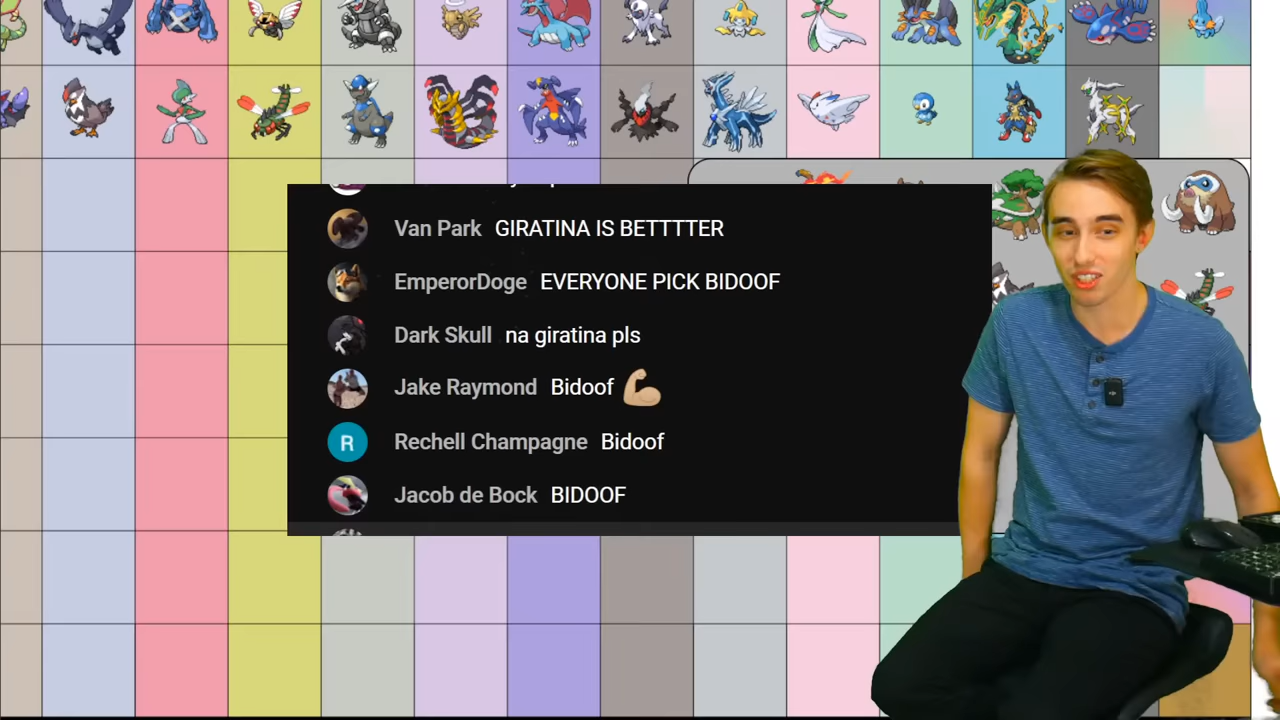 Van Park GIRATINA IS BETTTTER
EmperorDoge EVERYONE PICK BIDOOF
Dark Skull na giratina pls
Jake Raymond Bidoof 💪🏼
R Rechell Champagne Bidoof
Jacob de Bock BIDOOF